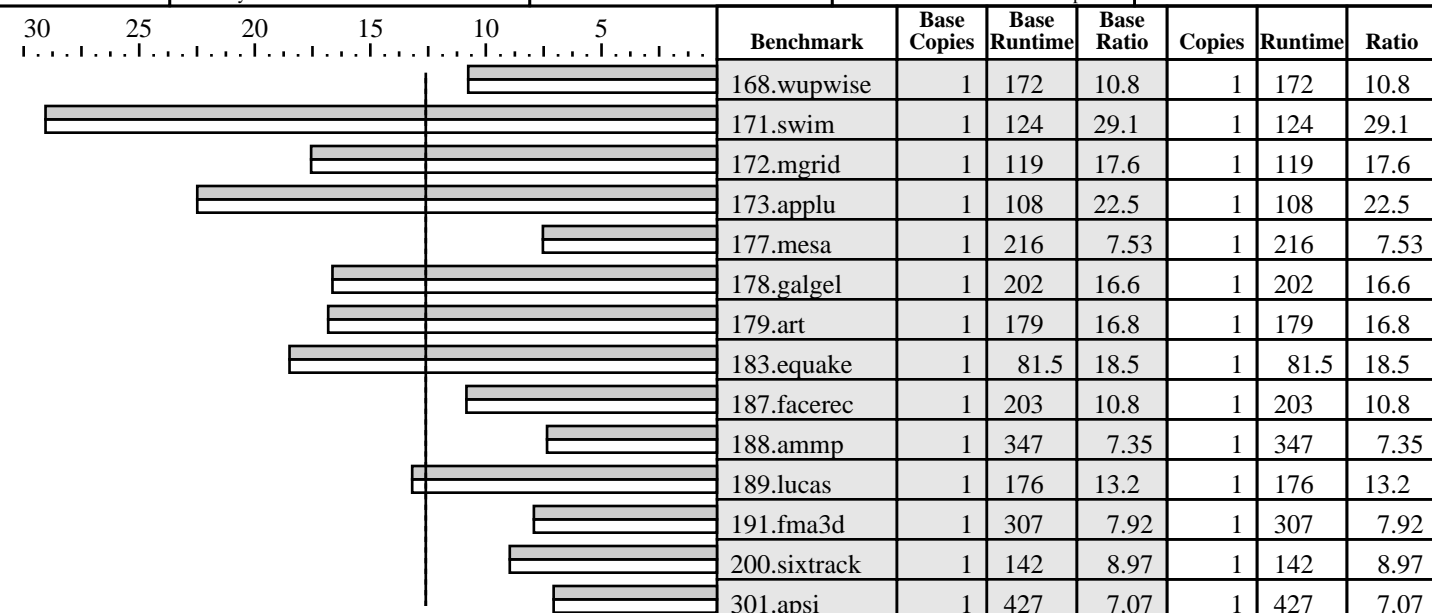 30 25 20 15 10 5
Benchmark Base Copies Base Runtime Base Ratio Copies Runtime Ratio
168.wupwise 1 172 10.8 1 172 10.8
171.swim 1 124 29.1 1 124 29.1
172.mgrid 1 119 17.6 1 119 17.6
173.applu 1 108 22.5 1 108 22.5
177.mesa 1 216 7.53 1 216 7.53
178.galgel 1 202 16.6 1 202 16.6
179.art 1 179 16.8 1 179 16.8
183.equake 1 81.5 18.5 1 81.5 18.5
187.facerec 1 203 10.8 1 203 10.8
188.ammp 1 347 7.35 1 347 7.35
189.lucas 1 176 13.2 1 176 13.2
191.fma3d 1 307 7.92 1 307 7.92
200.sixtrack 1 142 8.97 1 142 8.97
301.apsi 1 427 7.07 1 427 7.07